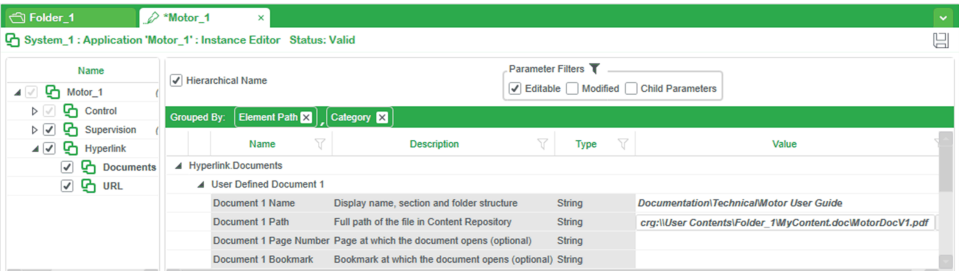 Folder_1
*Motor_1 ×
System_1 : Application 'Motor_1' : Instance Editor Status: Valid
Name
Motor_1
Control
Supervision
Hyperlink
Documents
URL
Hierarchical Name
Parameter Filters
Editable Modified Child Parameters
Grouped By: Element Path Category
Name Description Type Value
Hyperlink.Documents
User Defined Document 1
Document 1 Name Display name, section and folder structure String Documentation\Technical\Motor User Guide
Document 1 Path Full path of the file in Content Repository String crg:\\User Contents\Folder_1\MyContent.doc\MotorDocV1.pdf
Document 1 Page Number Page at which the document opens (optional) String
Document 1 Bookmark Bookmark at which the document opens (optional) String